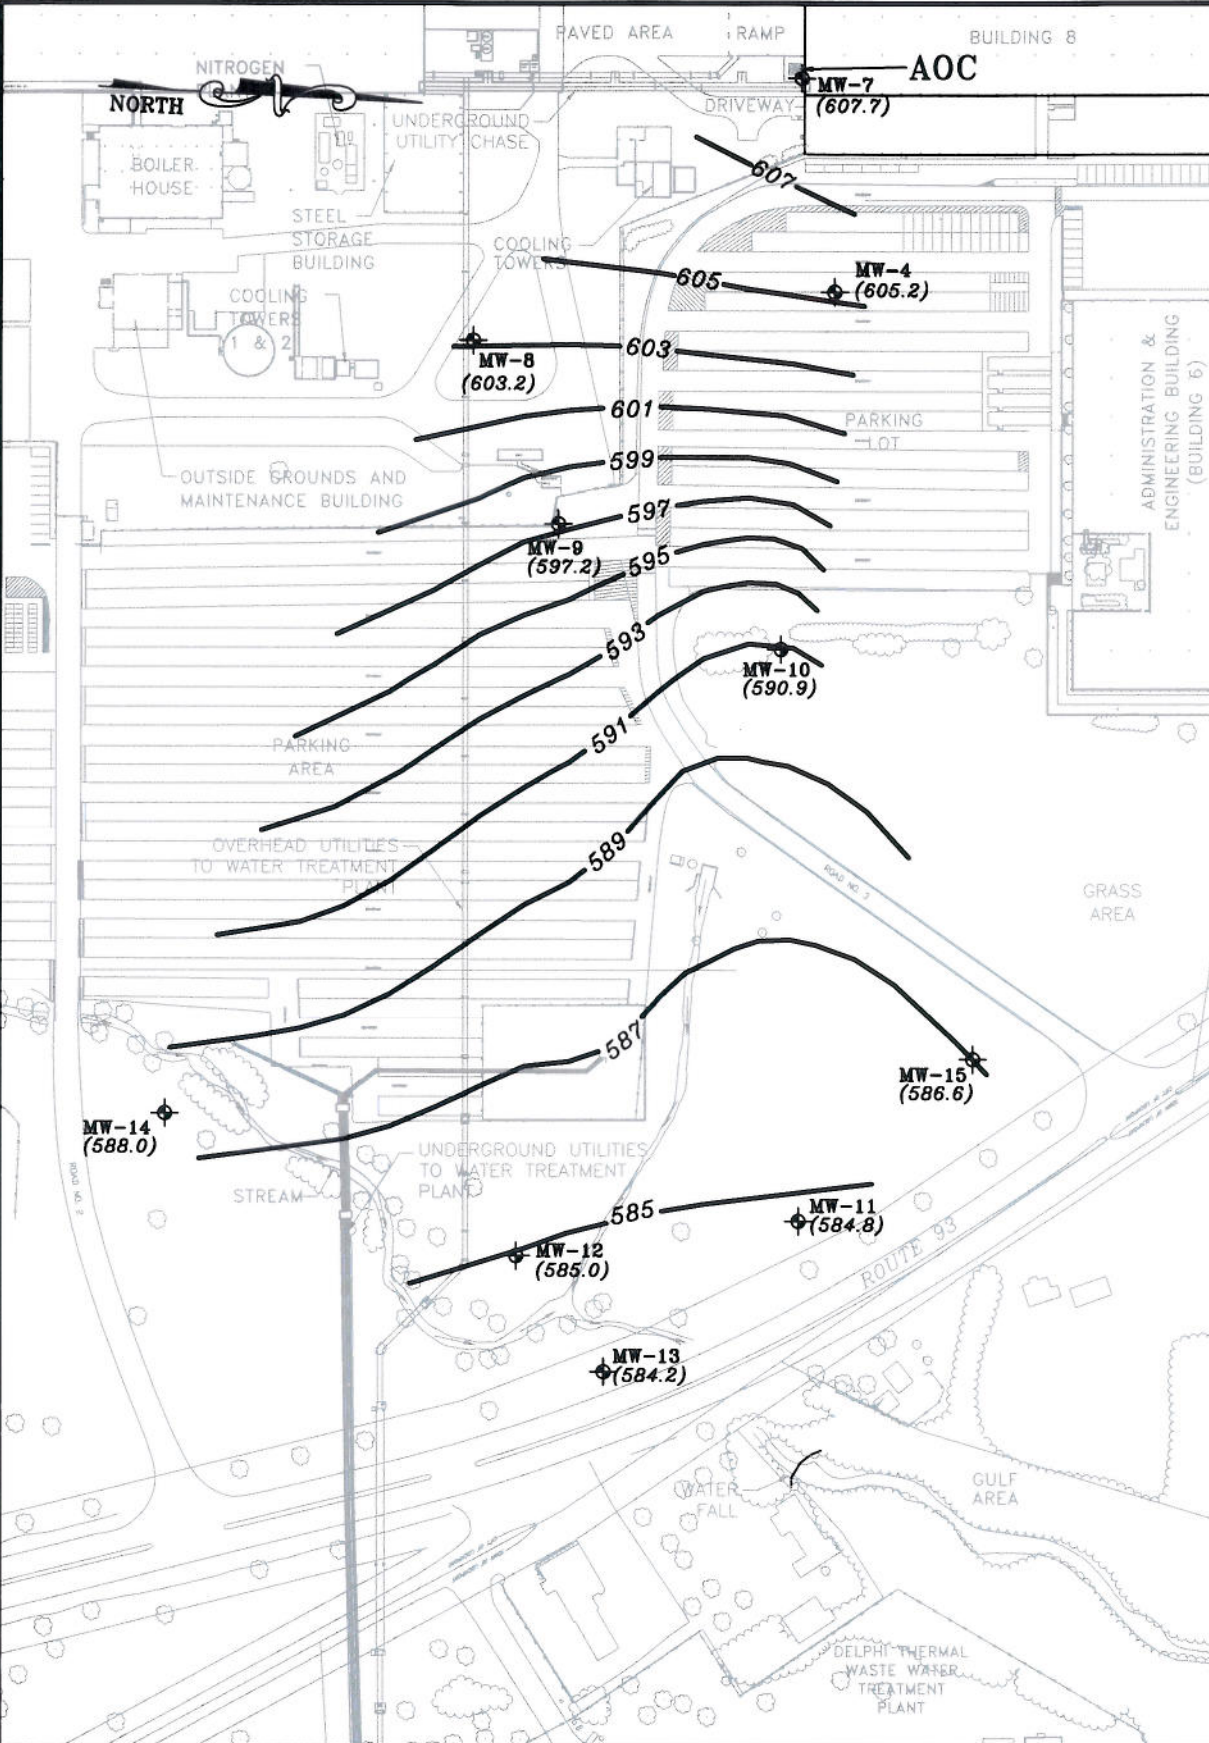 PAVED AREA
RAMP
BUILDING 8
AOC
MW-7
(607.7)
NITROGEN
NORTH
DRIVEWAY
UNDERGROUND
UTILITY CHASE
BOILER
HOUSE
607
STEEL
STORAGE
BUILDING
COOLING
TOWERS
605
MW-4
(605.2)
COOLING
TOWERS
1 & 2
603
MW-8
(603.2)
ADMINISTRATION &
ENGINEERING BUILDING
(BUILDING 6)
601
PARKING
LOT
599
OUTSIDE GROUNDS AND
MAINTENANCE BUILDING
597
MW-9
(597.2)
595
593
MW-10
(590.9)
591
PARKING
AREA
589
OVERHEAD UTILITIES
TO WATER TREATMENT
PLANT
ROAD NO. 3
GRASS
AREA
587
MW-15
(586.6)
MW-14
(588.0)
UNDERGROUND UTILITIES
TO WATER TREATMENT
PLANT
STREAM
ROAD NO. 2
585
MW-11
(584.8)
MW-12
(585.0)
ROUTE 93
MW-13
(584.2)
WATER
FALL
GULF
AREA
DELPHI THERMAL
WASTE WATER
TREATMENT
PLANT